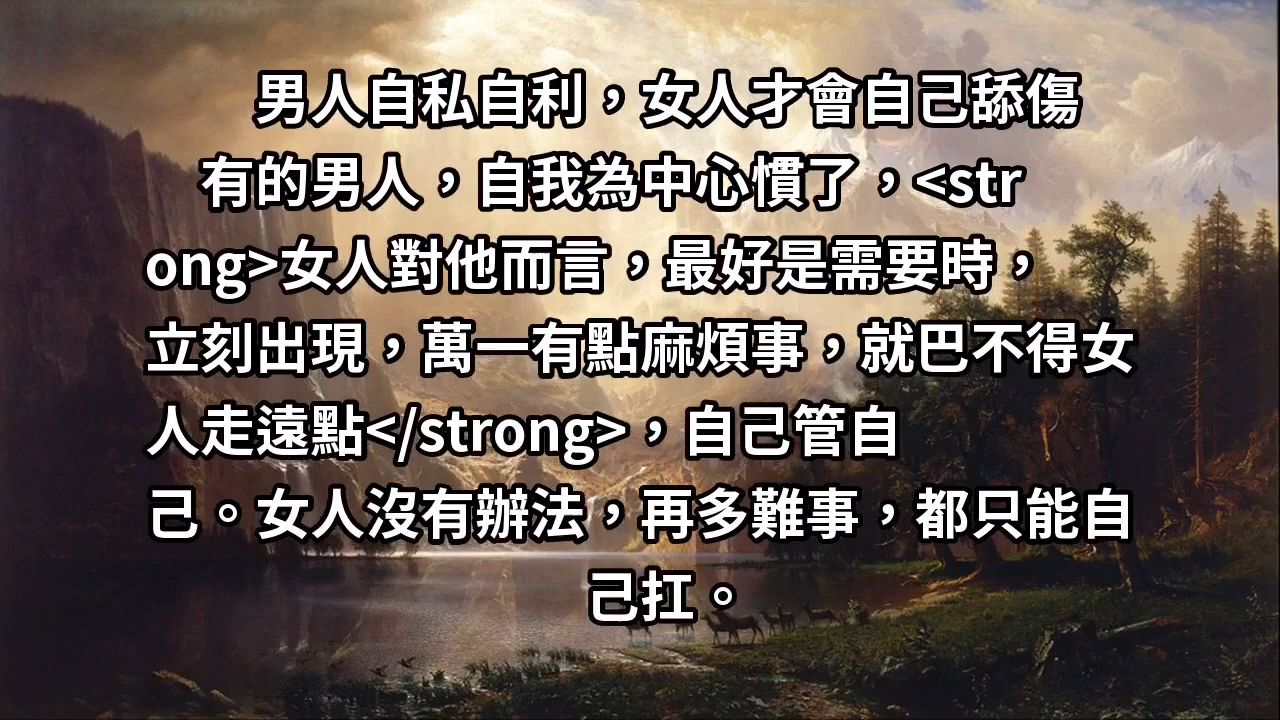 男人自私自利，女人才會自己舔傷
有的男人，自我為中心慣了，<str
ong>女人對他而言，最好是需要時，
立刻出現，萬一有點麻煩事，就巴不得女
人走遠點</strong>，自己管自
己。女人沒有辦法，再多難事，都只能自
己扛。